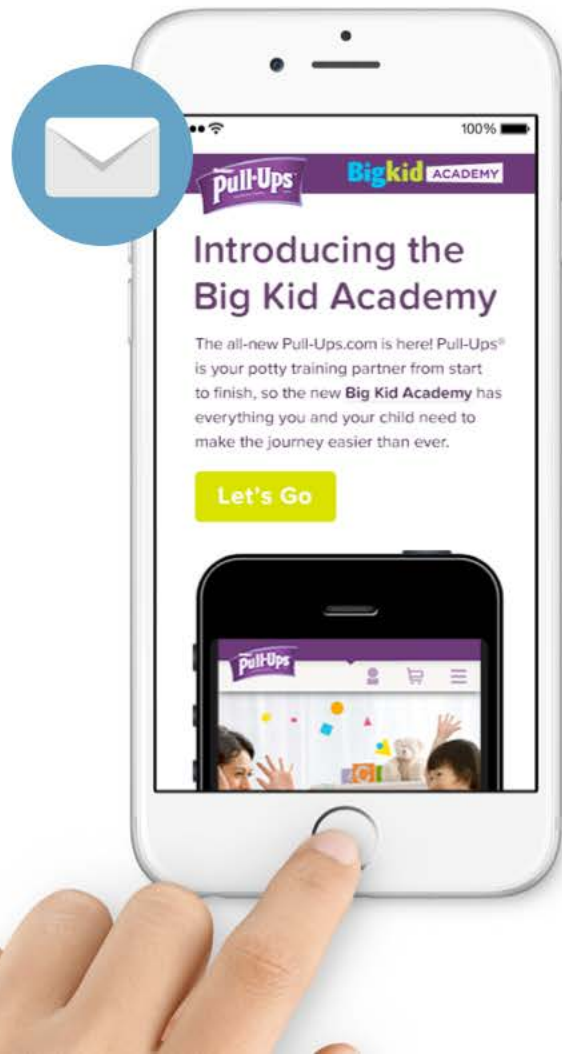 100%
Pull-Ups
Bigkid ACADEMY
Introducing the
Big Kid Academy
The all-new Pull-Ups.com is here! Pull-Ups®
is your potty training partner from start
to finish, so the new Big Kid Academy has
everything you and your child need to
make the journey easier than ever.
Let's Go
Pull-Ups